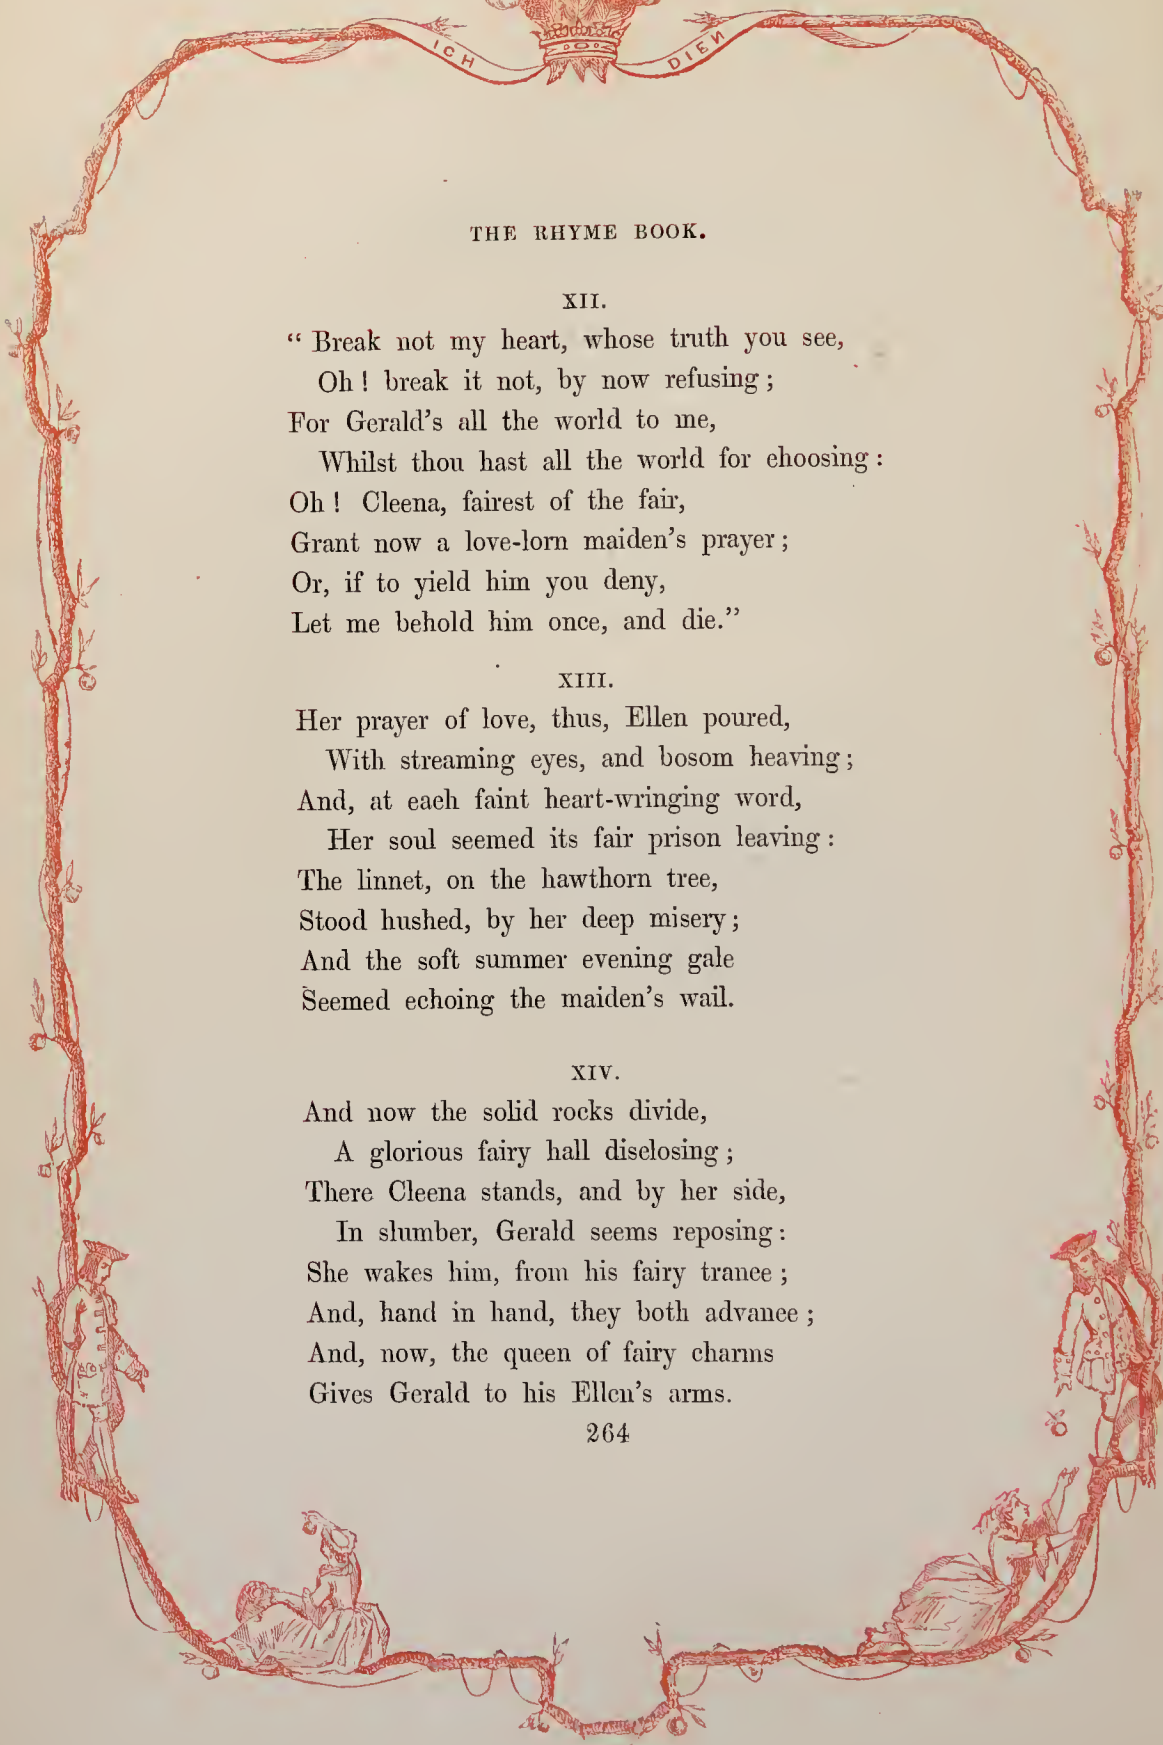 ICH DIEN
THE RHYME BOOK.
XII.
“ Break not my heart, whose truth you see,
Oh ! break it not, by now refusing ;
For Gerald’s all the world to me,
Whilst thou hast all the world for choosing :
Oh ! Cleena, fairest of the fair,
Grant now a love-lorn maiden’s prayer ;
Or, if to yield him you deny,
Let me behold him once, and die.”
XIII.
Her prayer of love, thus, Ellen poured,
With streaming eyes, and bosom heaving ;
And, at each faint heart-wringing word,
Her soul seemed its fair prison leaving :
The linnet, on the hawthorn tree,
Stood hushed, by her deep misery ;
And the soft summer evening gale
Seemed echoing the maiden’s wail.
XIV.
And now the solid rocks divide,
A glorious fairy hall disclosing ;
There Cleena stands, and by her side,
In slumber, Gerald seems reposing :
She wakes him, from his fairy trance ;
And, hand in hand, they both advance ;
And, now, the queen of fairy charms
Gives Gerald to his Ellen’s arms.
264